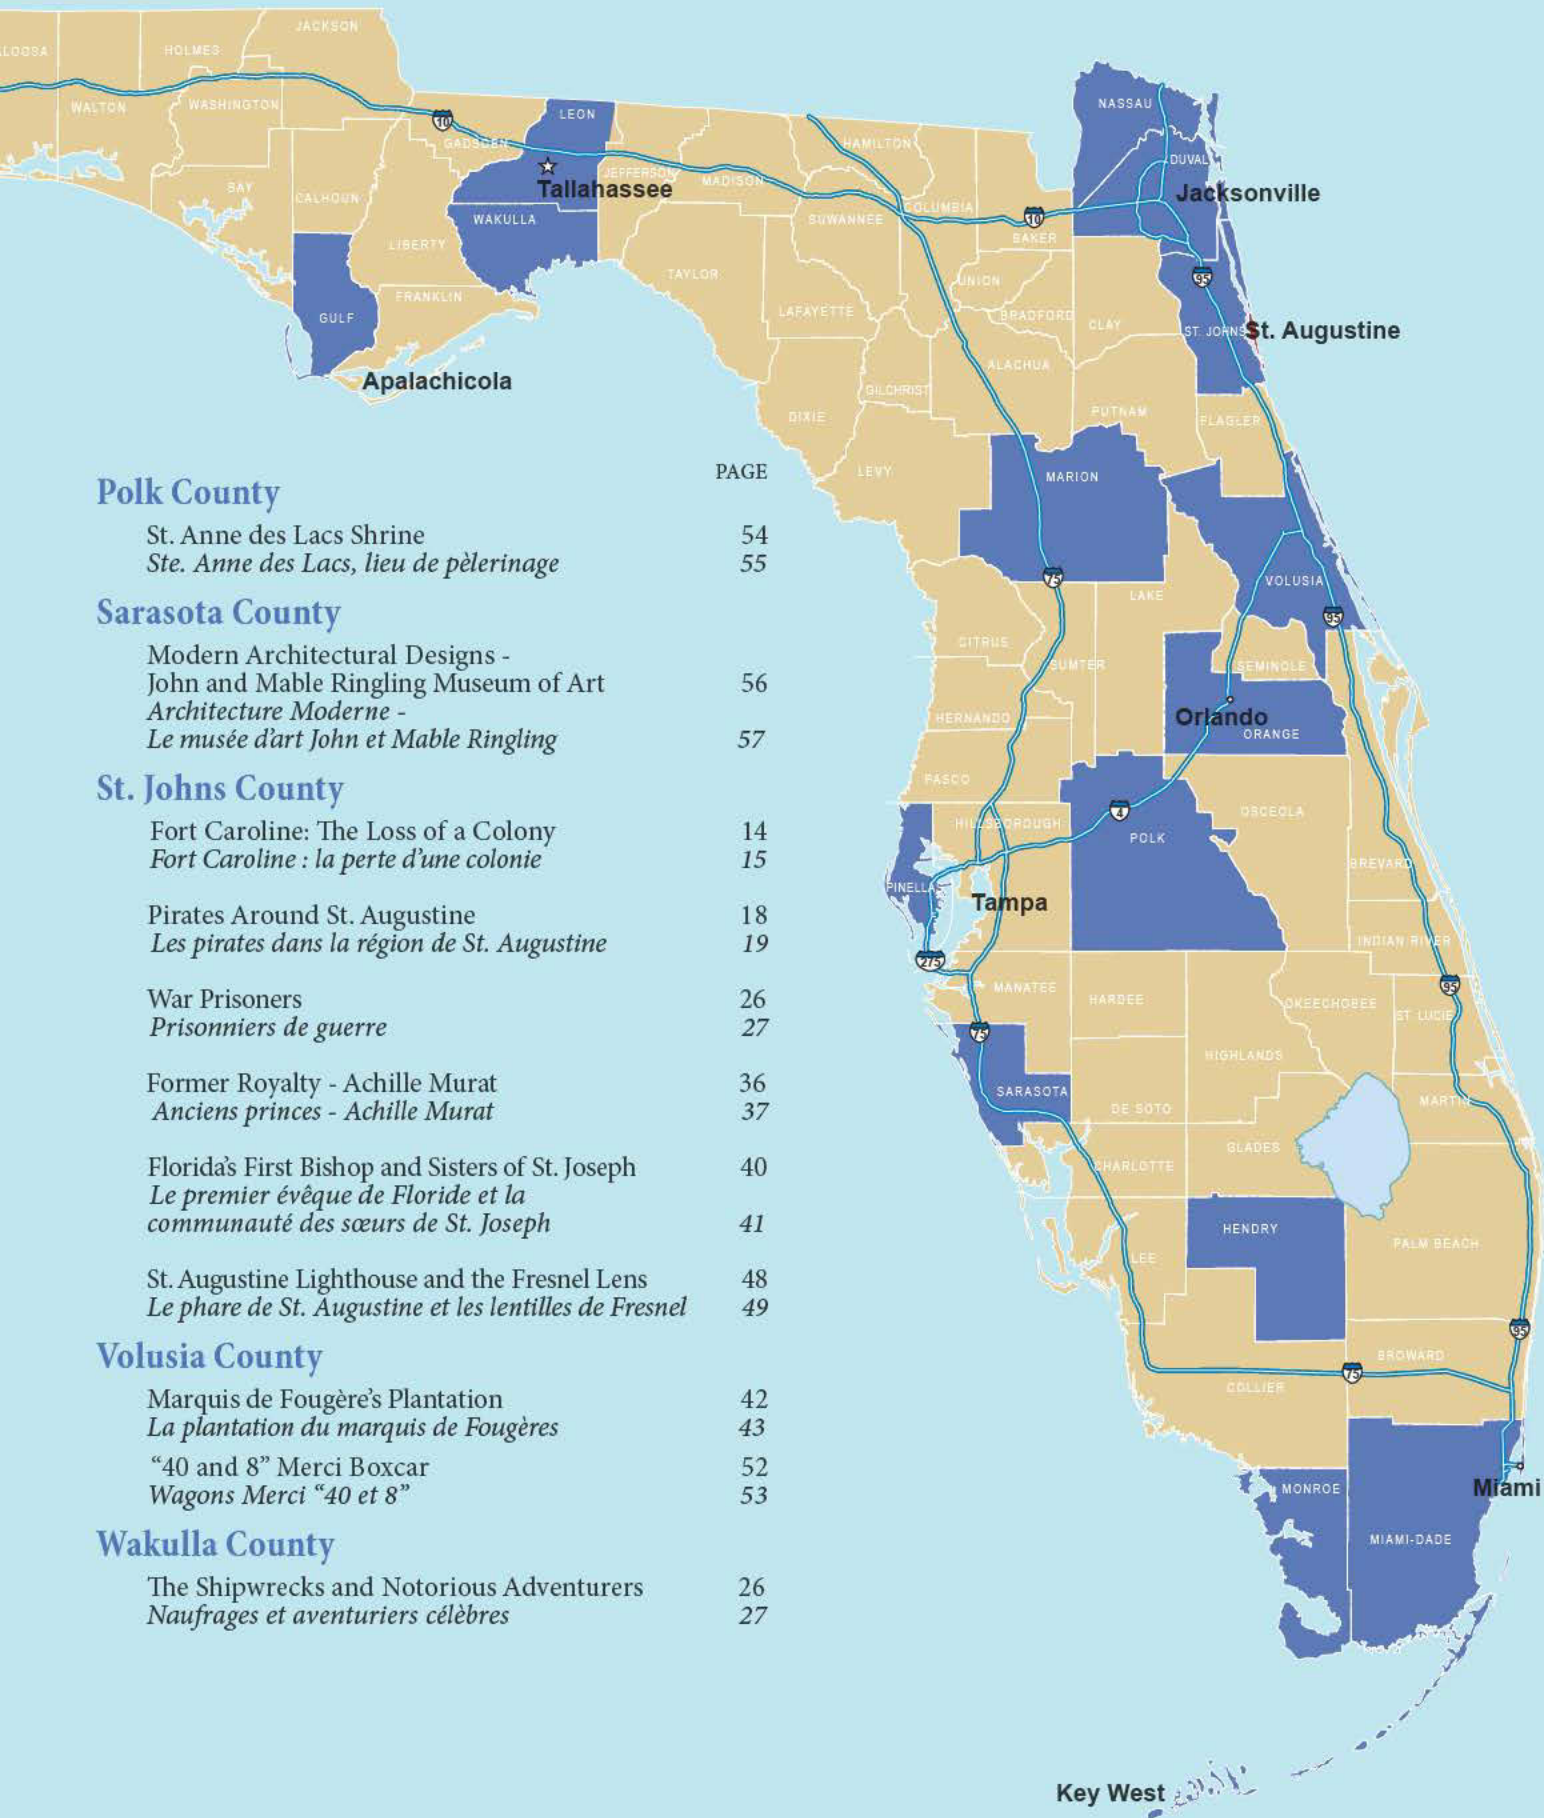 JACKSON
LOOSA
HOLMES
WALTON
WASHINGTON
10
GADSDEN
LEON
JEFFERSON
MADISON
HAMILTON
NASSAU
DUVAL
Tallahassee
Jacksonville
BAY
CALHOUN
WAKULLA
SUWANNEE
COLUMBIA
10
BAKER
LIBERTY
TAYLOR
UNION
95
FRANKLIN
GULF
LAFAYETTE
BRADFORD
CLAY
ST. JOHNS
St. Augustine
Apalachicola
ALACHUA
GILCHRIST
DIXIE
PUTNAM
FLAGLER
LEVY
MARION
75
VOLUSIA
LAKE
95
CITRUS
SUMTER
SEMINOLE
HERNANDO
Orlando
ORANGE
PASCO
HILLSBOROUGH
4
POLK
OSCEOLA
BREVARD
PINELLAS
Tampa
INDIAN RIVER
275
MANATEE
HARDEE
OKEECHOBEE
95
ST LUCIE
75
HIGHLANDS
SARASOTA
DE SOTO
MARTIN
GLADES
CHARLOTTE
HENDRY
PALM BEACH
LEE
95
BROWARD
75
COLLIER
MONROE
Miami
MIAMI-DADE
Key West
PAGE
Polk County
St. Anne des Lacs Shrine 54
Ste. Anne des Lacs, lieu de pèlerinage 55
Sarasota County
Modern Architectural Designs -
John and Mable Ringling Museum of Art 56
Architecture Moderne -
Le musée d'art John et Mable Ringling 57
St. Johns County
Fort Caroline: The Loss of a Colony 14
Fort Caroline : la perte d'une colonie 15
Pirates Around St. Augustine 18
Les pirates dans la région de St. Augustine 19
War Prisoners 26
Prisonniers de guerre 27
Former Royalty - Achille Murat 36
Anciens princes - Achille Murat 37
Florida's First Bishop and Sisters of St. Joseph 40
Le premier évêque de Floride et la
communauté des sœurs de St. Joseph 41
St. Augustine Lighthouse and the Fresnel Lens 48
Le phare de St. Augustine et les lentilles de Fresnel 49
Volusia County
Marquis de Fougère's Plantation 42
La plantation du marquis de Fougères 43
“40 and 8” Merci Boxcar 52
Wagons Merci “40 et 8” 53
Wakulla County
The Shipwrecks and Notorious Adventurers 26
Naufrages et aventuriers célèbres 27